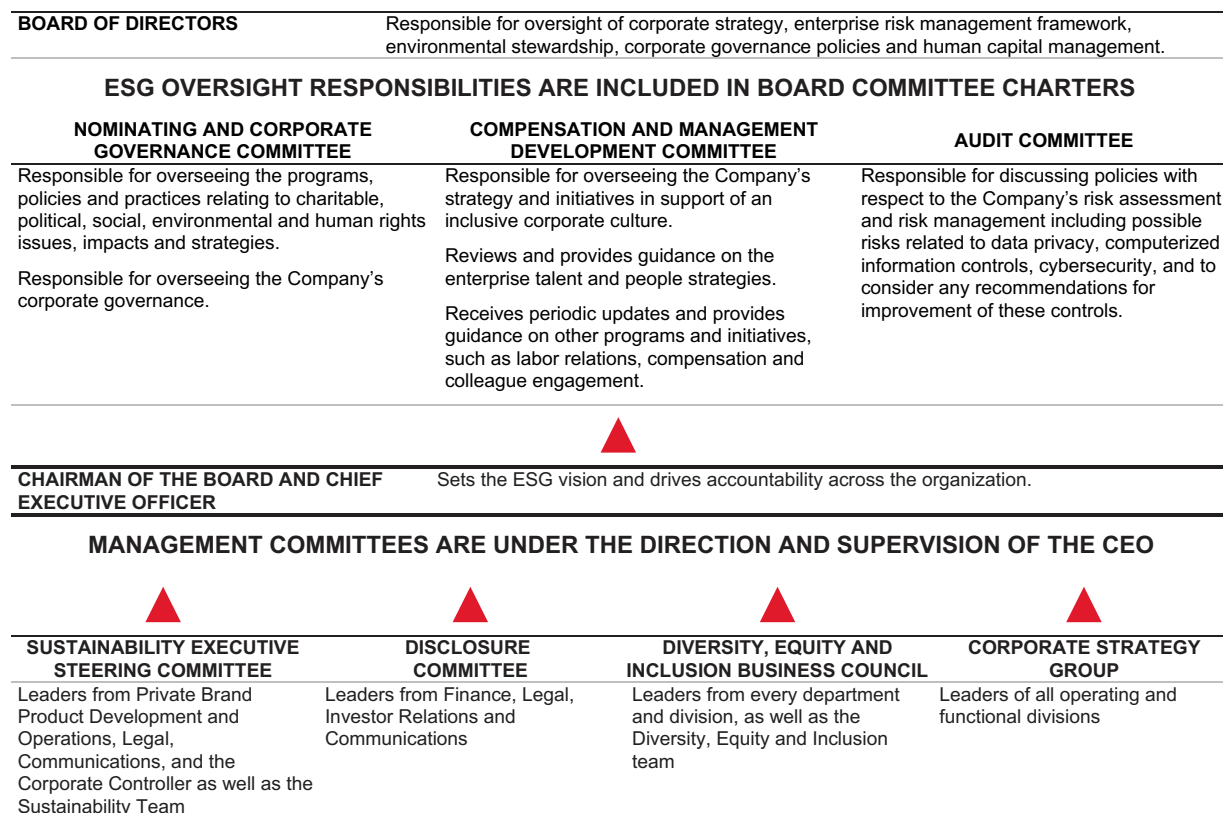 BOARD OF DIRECTORS
Responsible for oversight of corporate strategy, enterprise risk management framework,
environmental stewardship, corporate governance policies and human capital management.
ESG OVERSIGHT RESPONSIBILITIES ARE INCLUDED IN BOARD COMMITTEE CHARTERS
NOMINATING AND CORPORATE
GOVERNANCE COMMITTEE
Responsible for overseeing the programs,
policies and practices relating to charitable,
political, social, environmental and human rights
issues, impacts and strategies.
Responsible for overseeing the Company’s
corporate governance.
COMPENSATION AND MANAGEMENT
DEVELOPMENT COMMITTEE
Responsible for overseeing the Company’s
strategy and initiatives in support of an
inclusive corporate culture.
Reviews and provides guidance on the
enterprise talent and people strategies.
Receives periodic updates and provides
guidance on other programs and initiatives,
such as labor relations, compensation and
colleague engagement.
AUDIT COMMITTEE
Responsible for discussing policies with
respect to the Company’s risk assessment
and risk management including possible
risks related to data privacy, computerized
information controls, cybersecurity, and to
consider any recommendations for
improvement of these controls.
CHAIRMAN OF THE BOARD AND CHIEF
EXECUTIVE OFFICER
Sets the ESG vision and drives accountability across the organization.
MANAGEMENT COMMITTEES ARE UNDER THE DIRECTION AND SUPERVISION OF THE CEO
SUSTAINABILITY EXECUTIVE
STEERING COMMITTEE
Leaders from Private Brand
Product Development and
Operations, Legal,
Communications, and the
Corporate Controller as well as the
Sustainability Team
DISCLOSURE
COMMITTEE
Leaders from Finance, Legal,
Investor Relations and
Communications
DIVERSITY, EQUITY AND
INCLUSION BUSINESS COUNCIL
Leaders from every department
and division, as well as the
Diversity, Equity and Inclusion
team
CORPORATE STRATEGY
GROUP
Leaders of all operating and
functional divisions